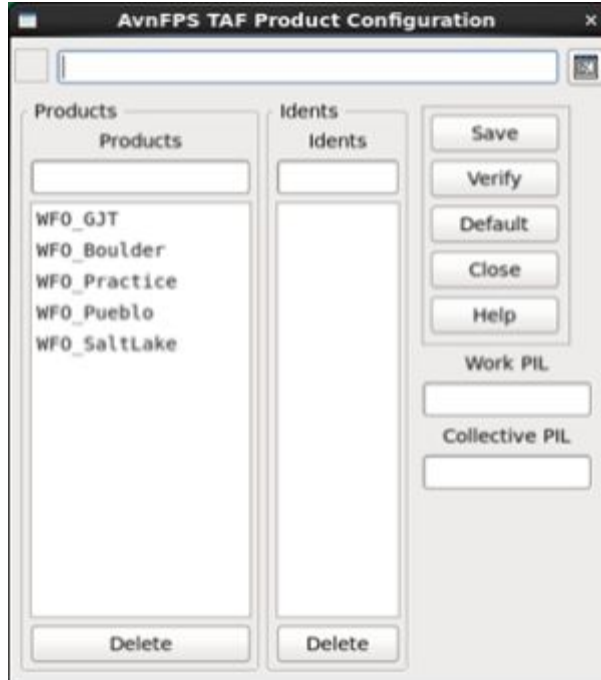 AvnFPS TAF Product Configuration
Products
Products
WFO_GJT
WFO_Boulder
WFO_Practice
WFO_Pueblo
WFO_SaltLake
Delete
Idents
Idents
Delete
Save
Verify
Default
Close
Help
Work PIL
Collective PIL